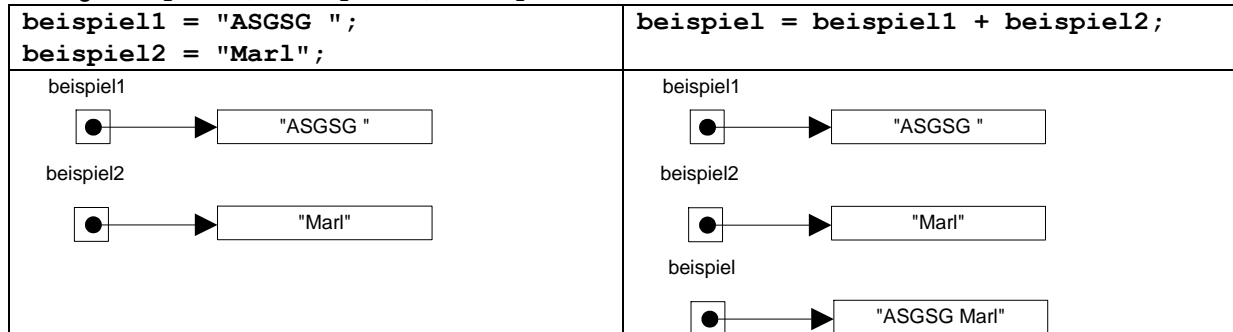 beispiel1 = "ASGSG ";
beispiel2 = "Marl";
beispiel1
"ASGSG "
beispiel2
"Marl"
beispiel = beispiel1 + beispiel2;
beispiel1
"ASGSG "
beispiel2
"Marl"
beispiel
"ASGSG Marl"